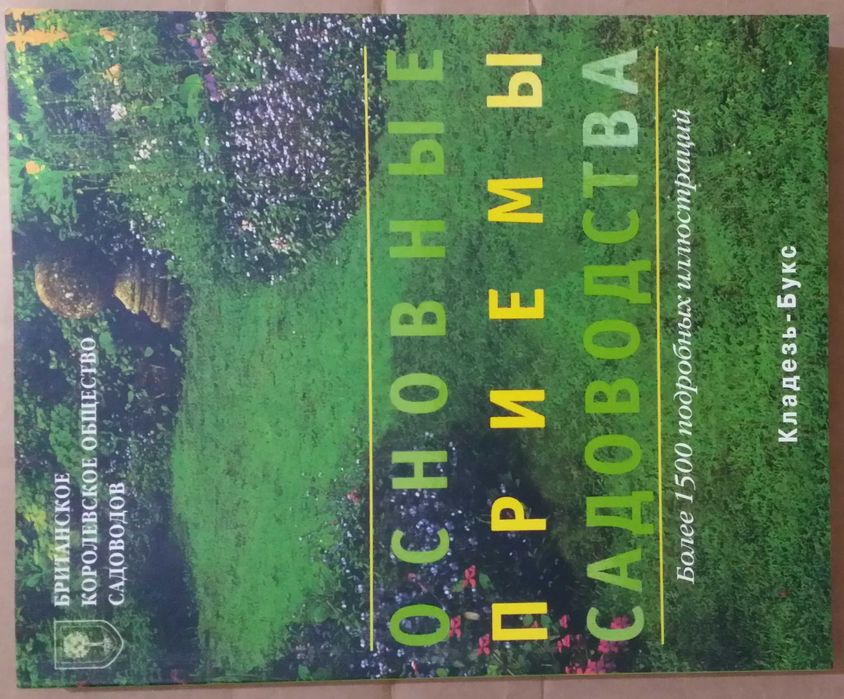 БРИТАНСКОЕ
КОРОЛЕВСКОЕ ОБЩЕСТВО
САДОВОДОВ
ОСНОВНЫЕ
ПРИЕМЫ
САДОВОДСТВА
Более 1500 подробных иллюстраций
Кладезь-Букс